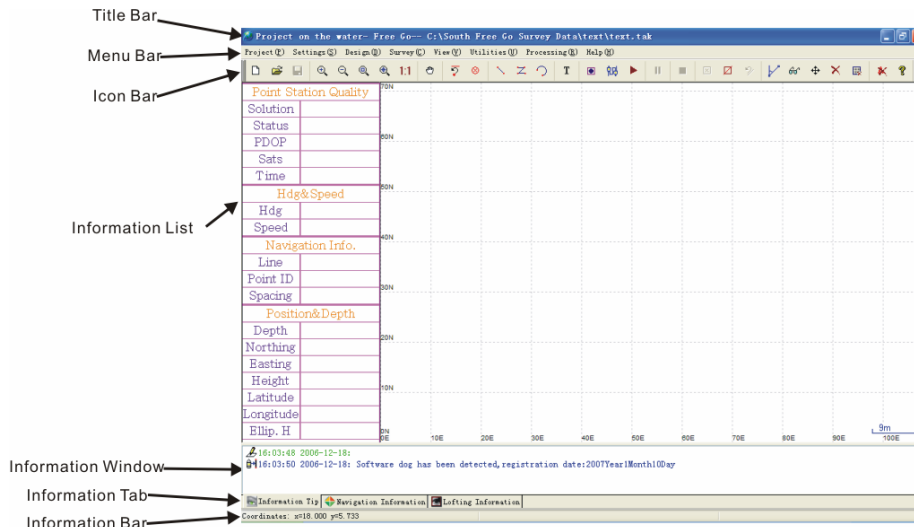 Title Bar
Project on the water- Free Go-- C:\South Free Go Survey Data\text\text.tak
Menu Bar
Project(P) Settings(S) Design(D) Survey(C) View(V) Utilities(U) Processing(R) Help(H)
Icon Bar
1:1 T ?
Point Station Quality
Solution
Status
PDOP
Sats
Time
Information List
Hdg&Speed
Hdg
Speed
Navigation Info.
Line
Point ID
Spacing
Position&Depth
Depth
Northing
Easting
Height
Latitude
Longitude
Ellip. H
70N
60N
50N
40N
30N
20N
10N
0N
0E 10E 20E 30E 40E 50E 60E 70E 80E 90E 100E
9m
Information Window
16:03:48 2006-12-18:
16:03:50 2006-12-18: Software dog has been detected,registration date:2007Year1Month10Day
Information Tab
Information Tip Navigation Information Lofting Information
Information Bar
Coordinates: x=18.000 y=5.733